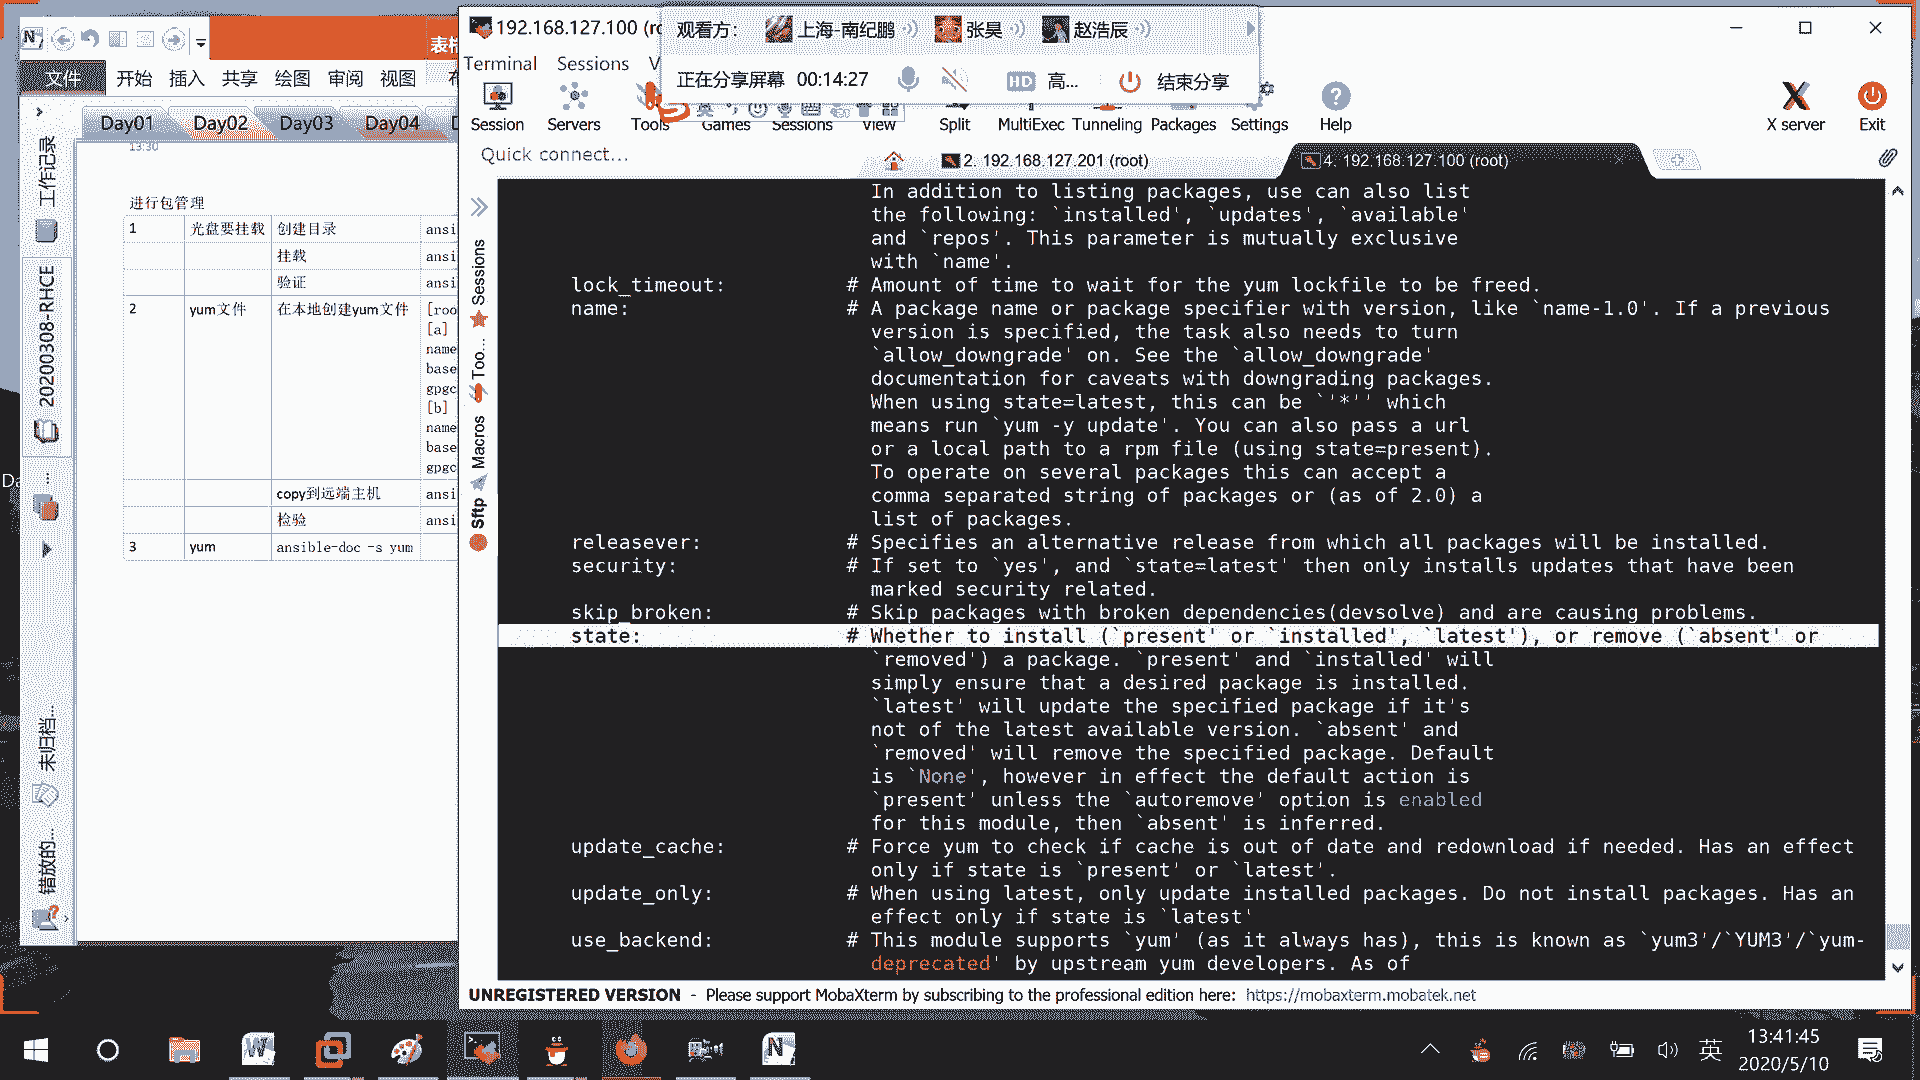 表格
文件
开始
插入
共享
绘图
审阅
视图
Day01
Day02
Day03
Day04
工作记录
20200308-RHCE
未归档...
错放的...
13:30
进行包管理
1 光盘要挂载 创建目录 ansi
挂载 ansi
验证 ansi
2 yum文件 在本地创建yum文件 [roo
[a]
name
base
gpgc
[b]
name
base
gpgc
copy到远端主机 ansi
检验 ansi
3 yum ansible-doc -s yum
192.168.127.100 (ro
观看方： 上海-南纪鹏 张昊 赵浩辰
正在分享屏幕 00:14:27 HD 高... 结束分享
Terminal Sessions V
Session Servers Tools Games Sessions View Split MultiExec Tunneling Packages Settings Help X server Exit
Quick connect...
2. 192.168.127.201 (root)
4. 192.168.127.100 (root)
Sessions
Too...
Macros
Sftp
In addition to listing packages, use can also list
the following: `installed', `updates', `available'
and `repos'. This parameter is mutually exclusive
with `name'.
lock_timeout: # Amount of time to wait for the yum lockfile to be freed.
name: # A package name or package specifier with version, like `name-1.0'. If a previous
version is specified, the task also needs to turn
`allow_downgrade' on. See the `allow_downgrade'
documentation for caveats with downgrading packages.
When using state=latest, this can be `'*'' which
means run `yum -y update'. You can also pass a url
or a local path to a rpm file (using state=present).
To operate on several packages this can accept a
comma separated string of packages or (as of 2.0) a
list of packages.
releasever: # Specifies an alternative release from which all packages will be installed.
security: # If set to `yes', and `state=latest' then only installs updates that have been
marked security related.
skip_broken: # Skip packages with broken dependencies(devsolve) and are causing problems.
state: # Whether to install (`present' or `installed', `latest'), or remove (`absent' or
`removed') a package. `present' and `installed' will
simply ensure that a desired package is installed.
`latest' will update the specified package if it's
not of the latest available version. `absent' and
`removed' will remove the specified package. Default
is `None', however in effect the default action is
`present' unless the `autoremove' option is enabled
for this module, then `absent' is inferred.
update_cache: # Force yum to check if cache is out of date and redownload if needed. Has an effect
only if state is `present' or `latest'.
update_only: # When using latest, only update installed packages. Do not install packages. Has an
effect only if state is `latest'
use_backend: # This module supports `yum' (as it always has), this is known as `yum3'/`YUM3'/`yum-
deprecated' by upstream yum developers. As of
UNREGISTERED VERSION - Please support MobaXterm by subscribing to the professional edition here: https://mobaxterm.mobatek.net
英
13:41:45
2020/5/10